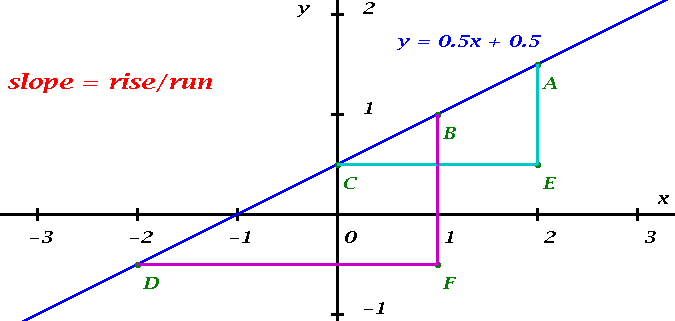 y
2
y = 0.5x + 0.5
slope = rise/run
A
1
B
C
E
x
-3
-2
-1
0
1
2
3
D
F
-1